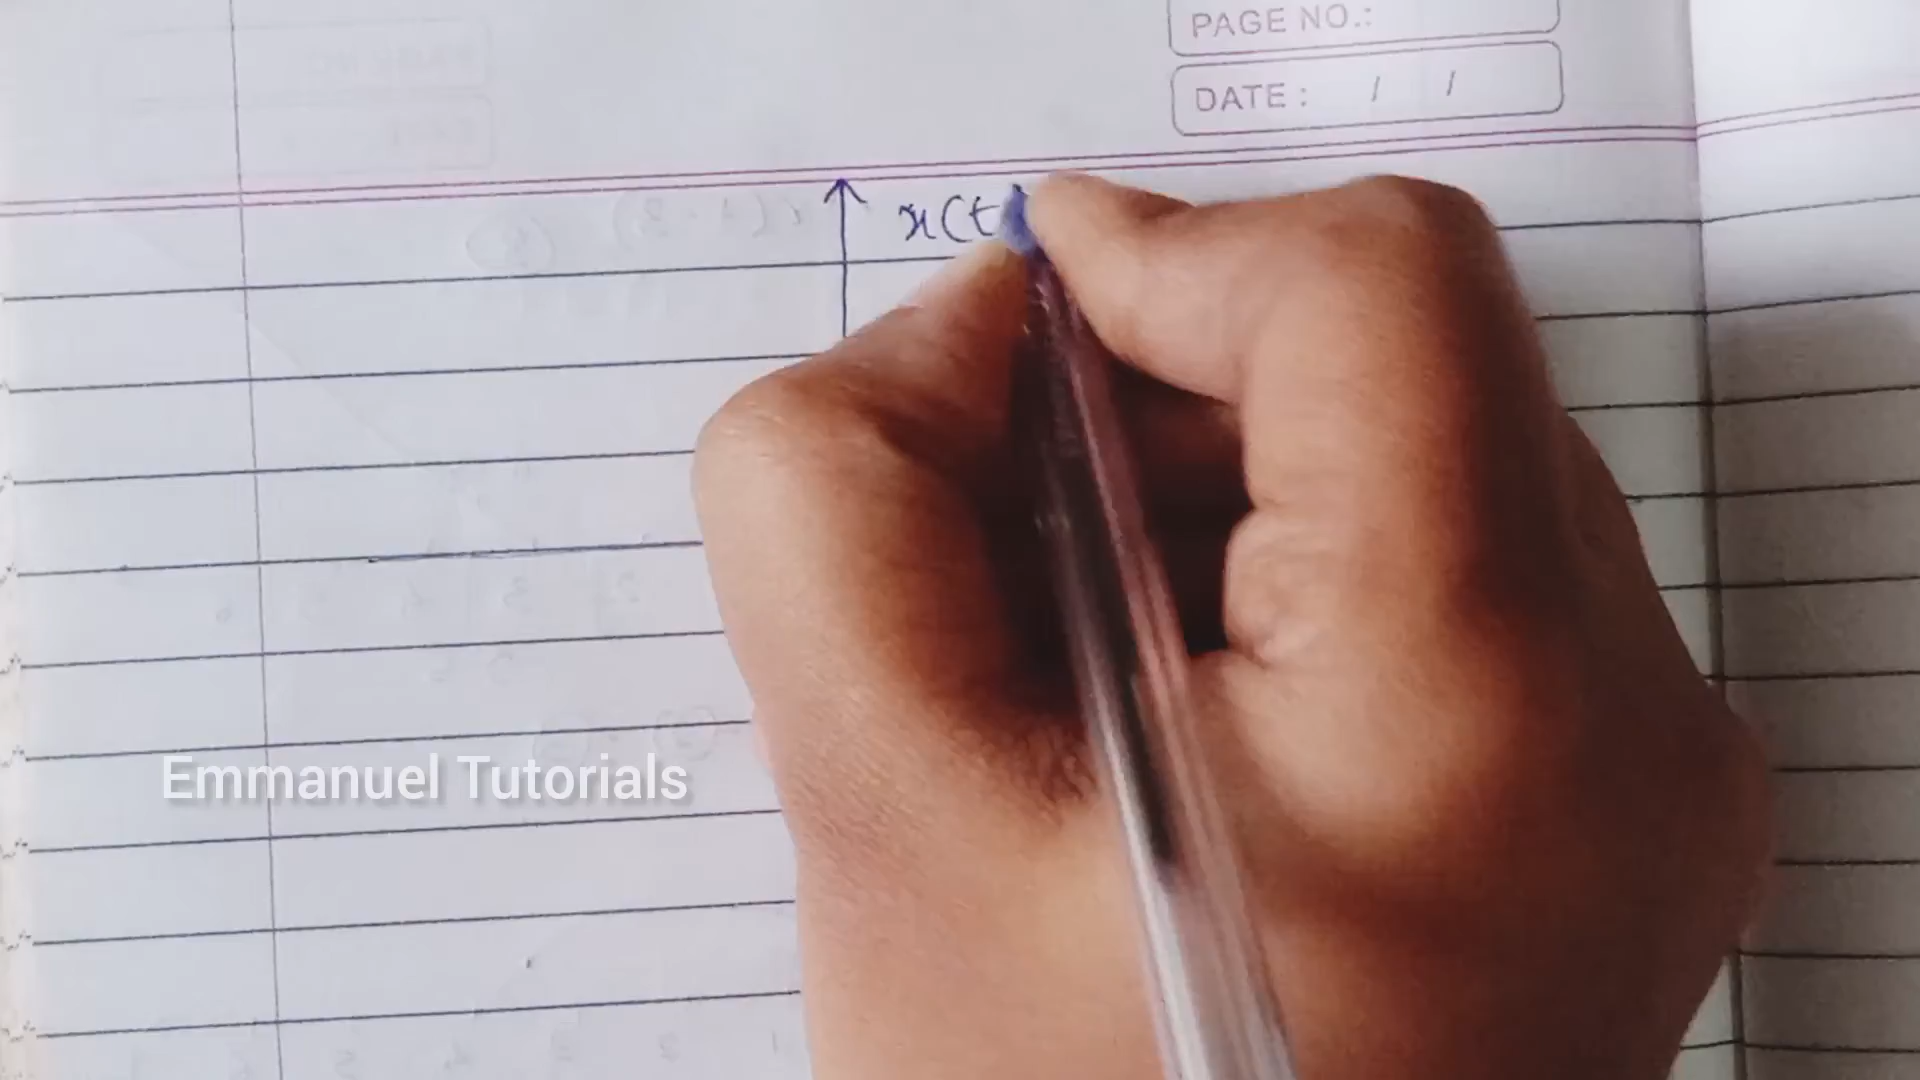 PAGE NO.:
DATE : / /
x(t
Emmanuel Tutorials